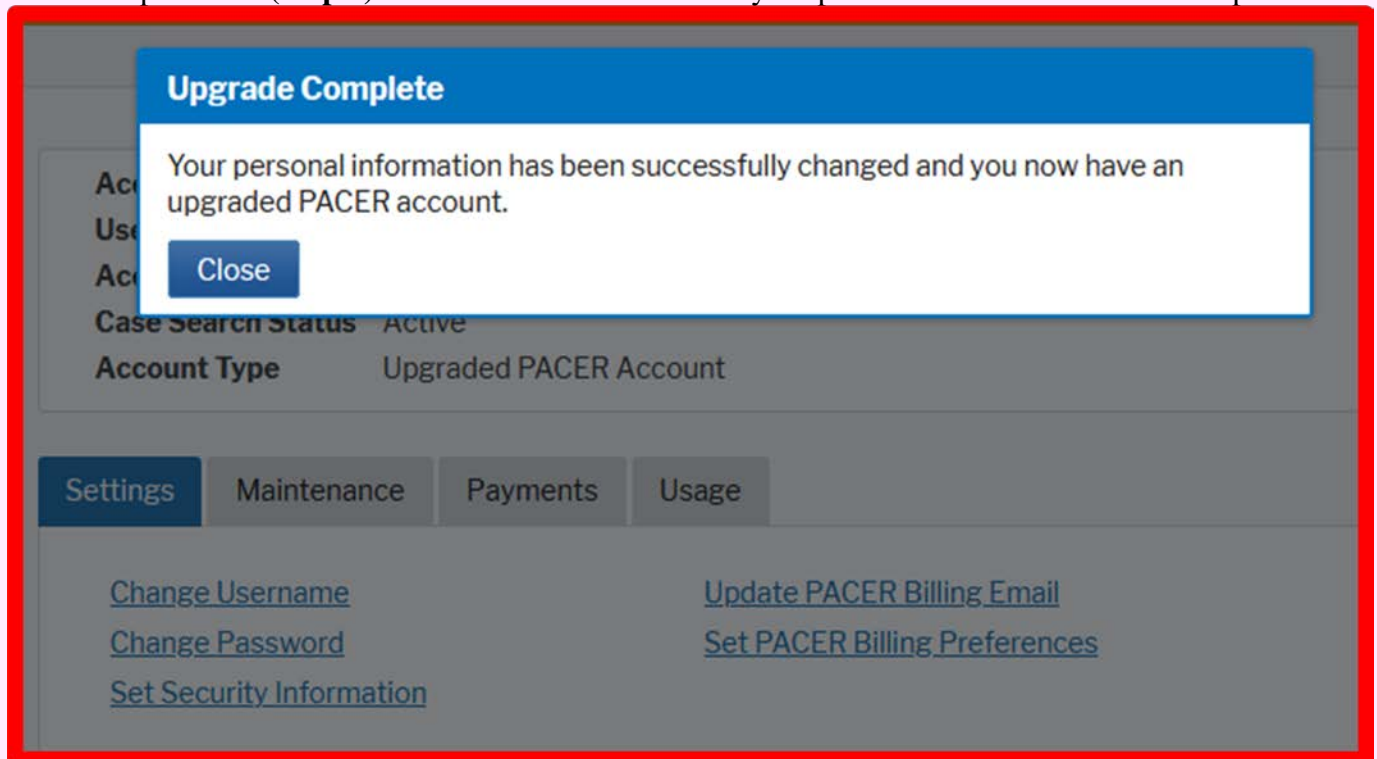 Upgrade Complete
Your personal information has been successfully changed and you now have an
upgraded PACER account.
Close
Case Search Status Active
Account Type Upgraded PACER Account
Settings Maintenance Payments Usage
Change Username Update PACER Billing Email
Change Password Set PACER Billing Preferences
Set Security Information